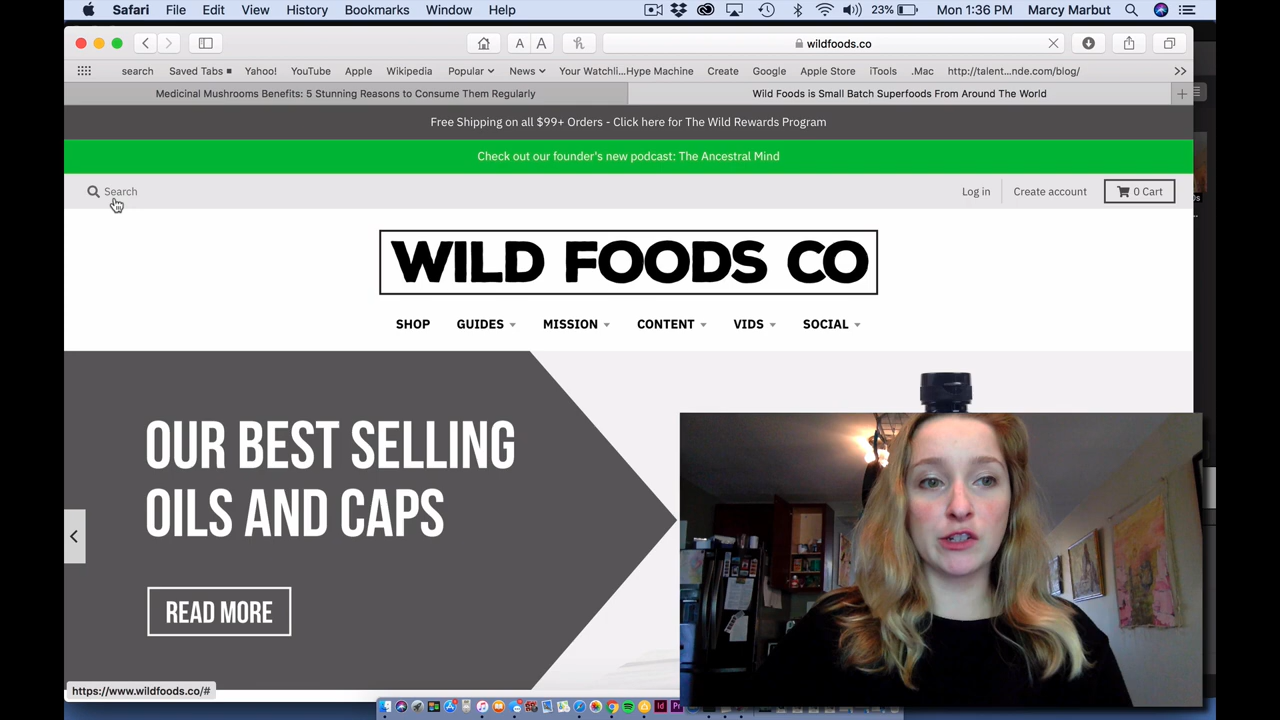 Safari File Edit View History Bookmarks Window Help 23% Mon 1:36 PM Marcy Marbut
A A wildfoods.co
search Saved Tabs Yahoo! YouTube Apple Wikipedia Popular News Your Watchli...Hype Machine Create Google Apple Store iTools .Mac http://talent...nde.com/blog/
Medicinal Mushrooms Benefits: 5 Stunning Reasons to Consume Them Regularly Wild Foods is Small Batch Superfoods From Around The World
Free Shipping on all $99+ Orders - Click here for The Wild Rewards Program
Check out our founder's new podcast: The Ancestral Mind
Search Log in Create account 0 Cart
WILD FOODS CO
SHOP GUIDES MISSION CONTENT VIDS SOCIAL
OUR BEST SELLING
OILS AND CAPS
READ MORE
https://www.wildfoods.co/#
Id Pr